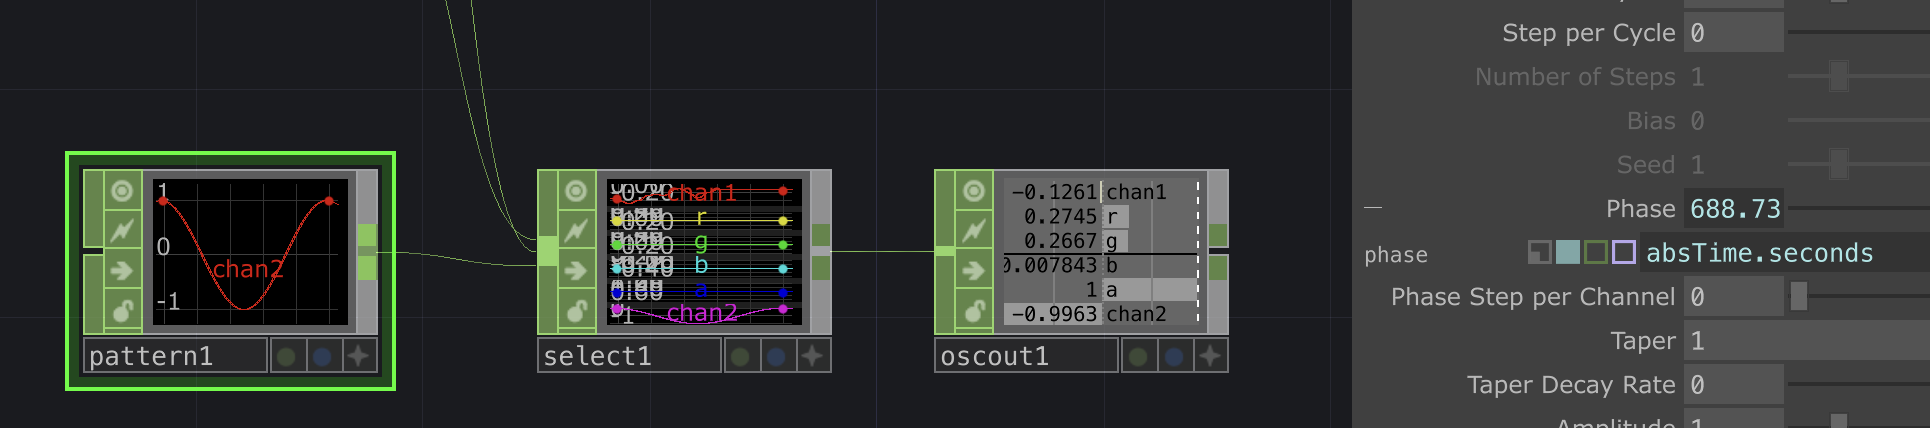 1
0
-1
chan2
pattern1
chan1
r
g
b
a
chan2
-1
select1
-0.1261 chan1
0.2745 r
0.2667 g
0.007843 b
1 a
-0.9963 chan2
oscout1
Step per Cycle 0
Number of Steps 1
Bias 0
Seed 1
Phase 688.73
phase absTime.seconds
Phase Step per Channel 0
Taper 1
Taper Decay Rate 0
Amplitude 1